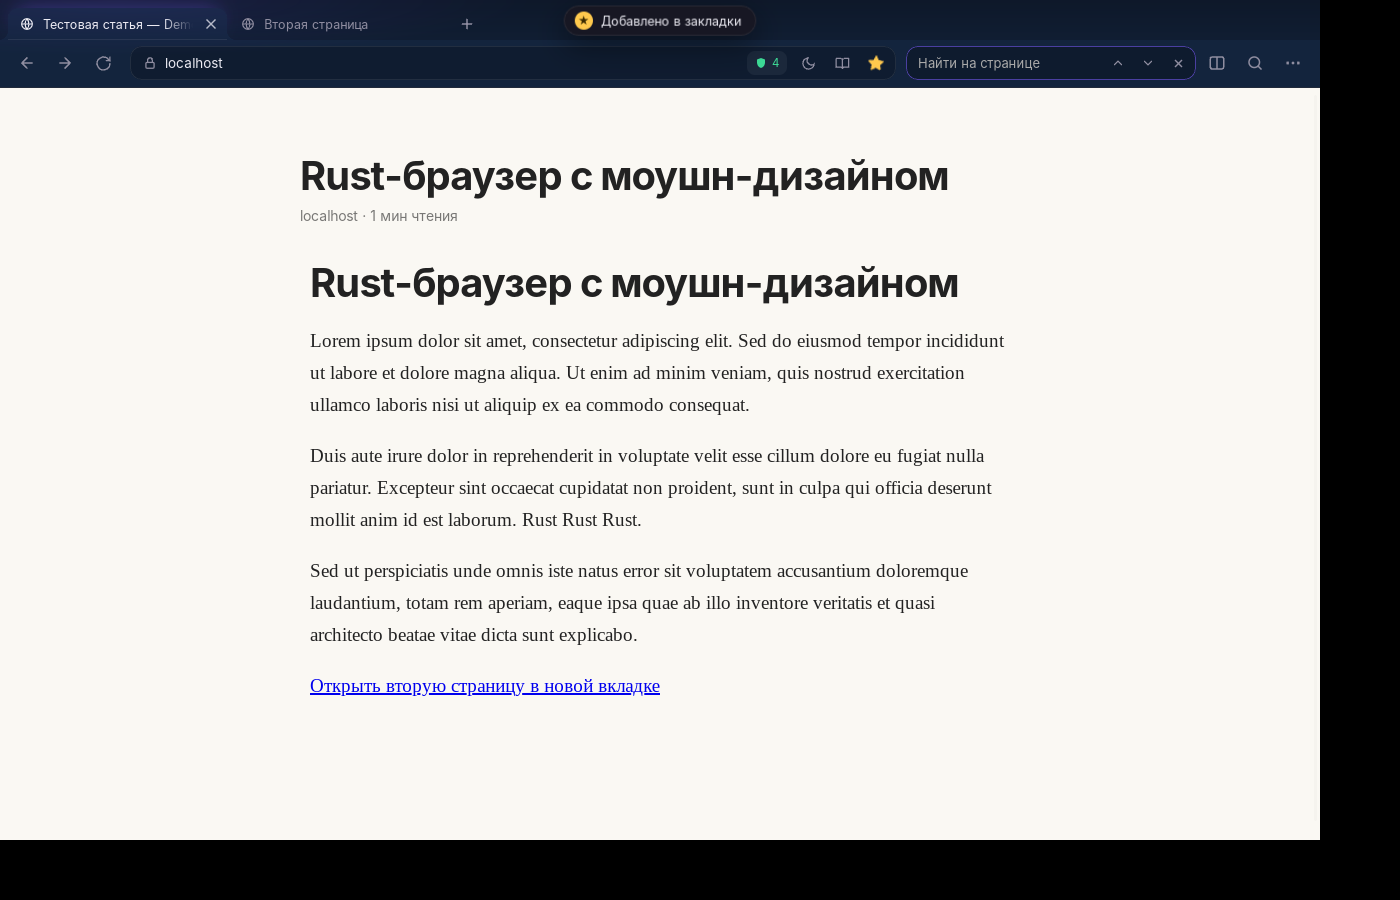 Тестовая статья — Dem
Вторая страница
Добавлено в закладки
localhost
4
Найти на странице
Rust-браузер с моушн-дизайном
localhost · 1 мин чтения
Rust-браузер с моушн-дизайном
Lorem ipsum dolor sit amet, consectetur adipiscing elit. Sed do eiusmod tempor incididunt
ut labore et dolore magna aliqua. Ut enim ad minim veniam, quis nostrud exercitation
ullamco laboris nisi ut aliquip ex ea commodo consequat.
Duis aute irure dolor in reprehenderit in voluptate velit esse cillum dolore eu fugiat nulla
pariatur. Excepteur sint occaecat cupidatat non proident, sunt in culpa qui officia deserunt
mollit anim id est laborum. Rust Rust Rust.
Sed ut perspiciatis unde omnis iste natus error sit voluptatem accusantium doloremque
laudantium, totam rem aperiam, eaque ipsa quae ab illo inventore veritatis et quasi
architecto beatae vitae dicta sunt explicabo.
Открыть вторую страницу в новой вкладке